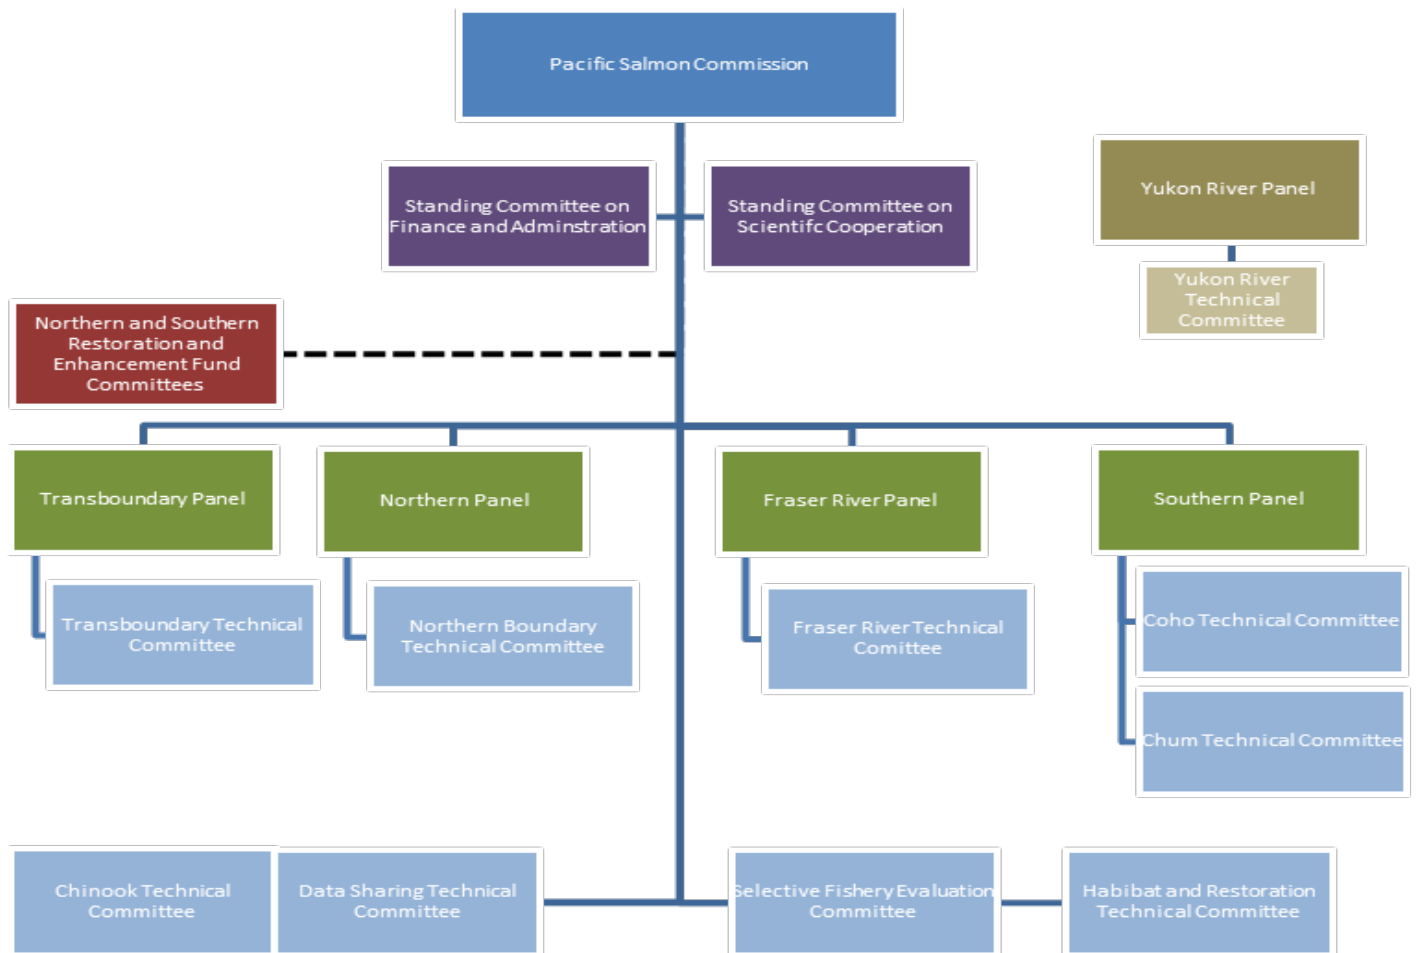 Pacific Salmon Commission
Standing Committee on
Finance and Adminstration
Standing Committee on
Scientifc Cooperation
Yukon River Panel
Yukon River
Technical
Committee
Northern and Southern
Restoration and
Enhancement Fund
Committees
Transboundary Panel
Northern Panel
Fraser River Panel
Southern Panel
Transboundary Technical
Committee
Northern Boundary
Technical Committee
Fraser River Technical
Comittee
Coho Technical Committee
Chum Technical Committee
Chinook Technical
Committee
Data Sharing Technical
Committee
Selective Fishery Evaluation
Committee
Habibat and Restoration
Technical Committee